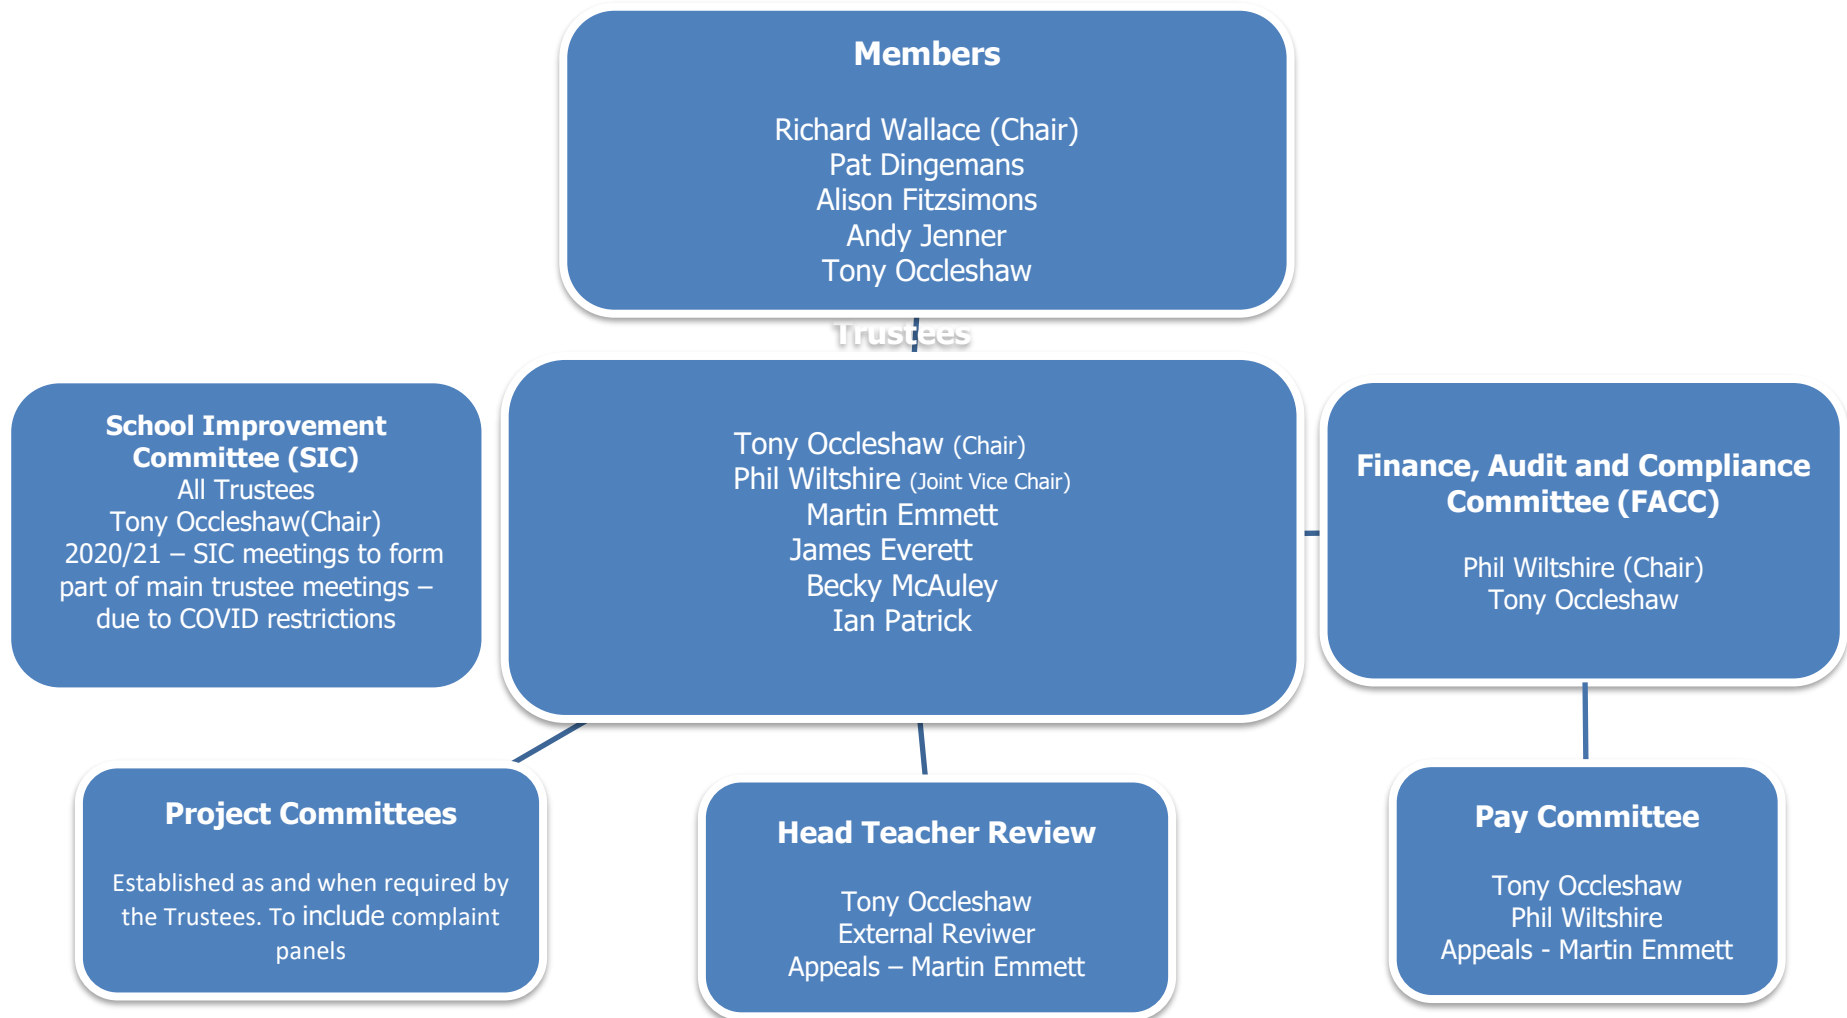 Members
Richard Wallace (Chair)
Pat Dingemans
Alison Fitzsimons
Andy Jenner
Tony Occleshaw
Trustees
Tony Occleshaw (Chair)
Phil Wiltshire (Joint Vice Chair)
Martin Emmett
James Everett
Becky McAuley
Ian Patrick
School Improvement
Committee (SIC)
All Trustees
Tony Occleshaw(Chair)
2020/21 – SIC meetings to form
part of main trustee meetings –
due to COVID restrictions
Finance, Audit and Compliance
Committee (FACC)
Phil Wiltshire (Chair)
Tony Occleshaw
Project Committees
Established as and when required by
the Trustees. To include complaint
panels
Head Teacher Review
Tony Occleshaw
External Reviwer
Appeals – Martin Emmett
Pay Committee
Tony Occleshaw
Phil Wiltshire
Appeals - Martin Emmett